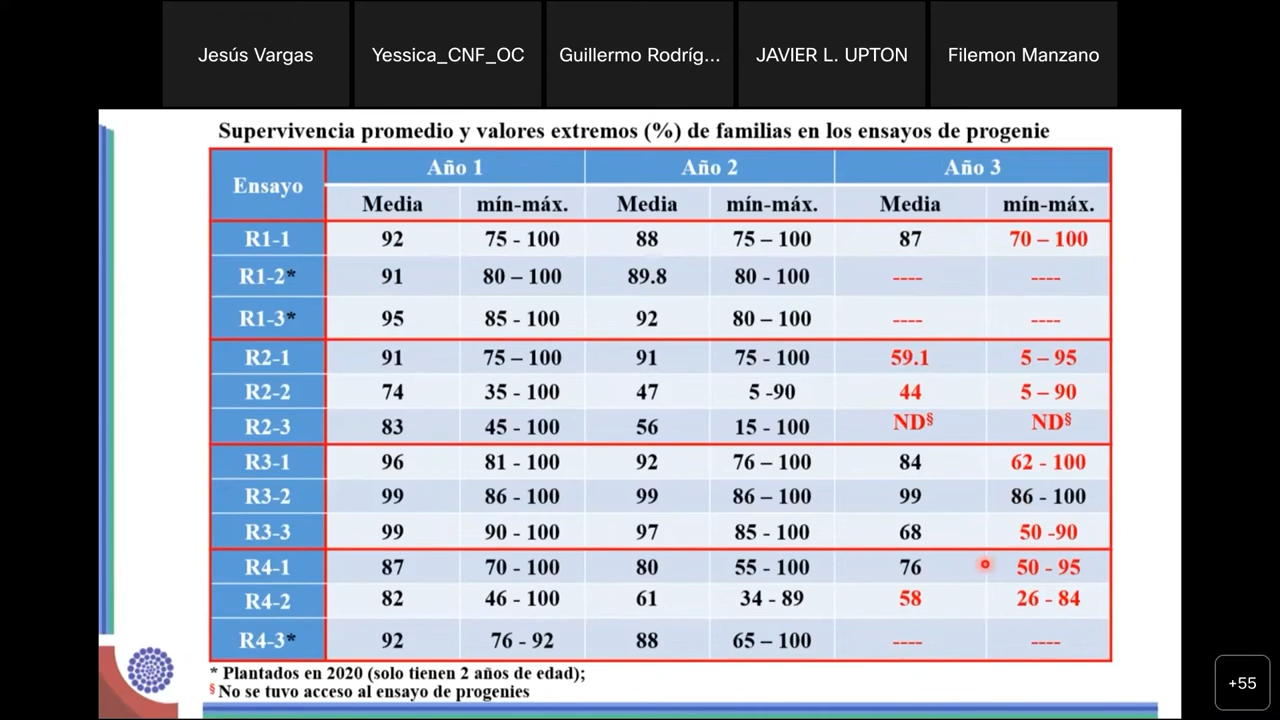 Jesús Vargas
Yessica_CNF_OC
Guillermo Rodríg...
JAVIER L. UPTON
Filemon Manzano
Supervivencia promedio y valores extremos (%) de familias en los ensayos de progenie
Ensayo Año 1 Año 2 Año 3
Media mín-máx. Media mín-máx. Media mín-máx.
R1-1 92 75 - 100 88 75 – 100 87 70 – 100
R1-2* 91 80 – 100 89.8 80 - 100 ---- ----
R1-3* 95 85 - 100 92 80 – 100 ---- ----
R2-1 91 75 – 100 91 75 - 100 59.1 5 – 95
R2-2 74 35 - 100 47 5 -90 44 5 – 90
R2-3 83 45 - 100 56 15 - 100 ND§ ND§
R3-1 96 81 - 100 92 76 – 100 84 62 - 100
R3-2 99 86 - 100 99 86 – 100 99 86 - 100
R3-3 99 90 - 100 97 85 - 100 68 50 -90
R4-1 87 70 - 100 80 55 - 100 76 50 - 95
R4-2 82 46 - 100 61 34 - 89 58 26 - 84
R4-3* 92 76 - 92 88 65 – 100 ---- ----
* Plantados en 2020 (solo tienen 2 años de edad);
§ No se tuvo acceso al ensayo de progenies
+55